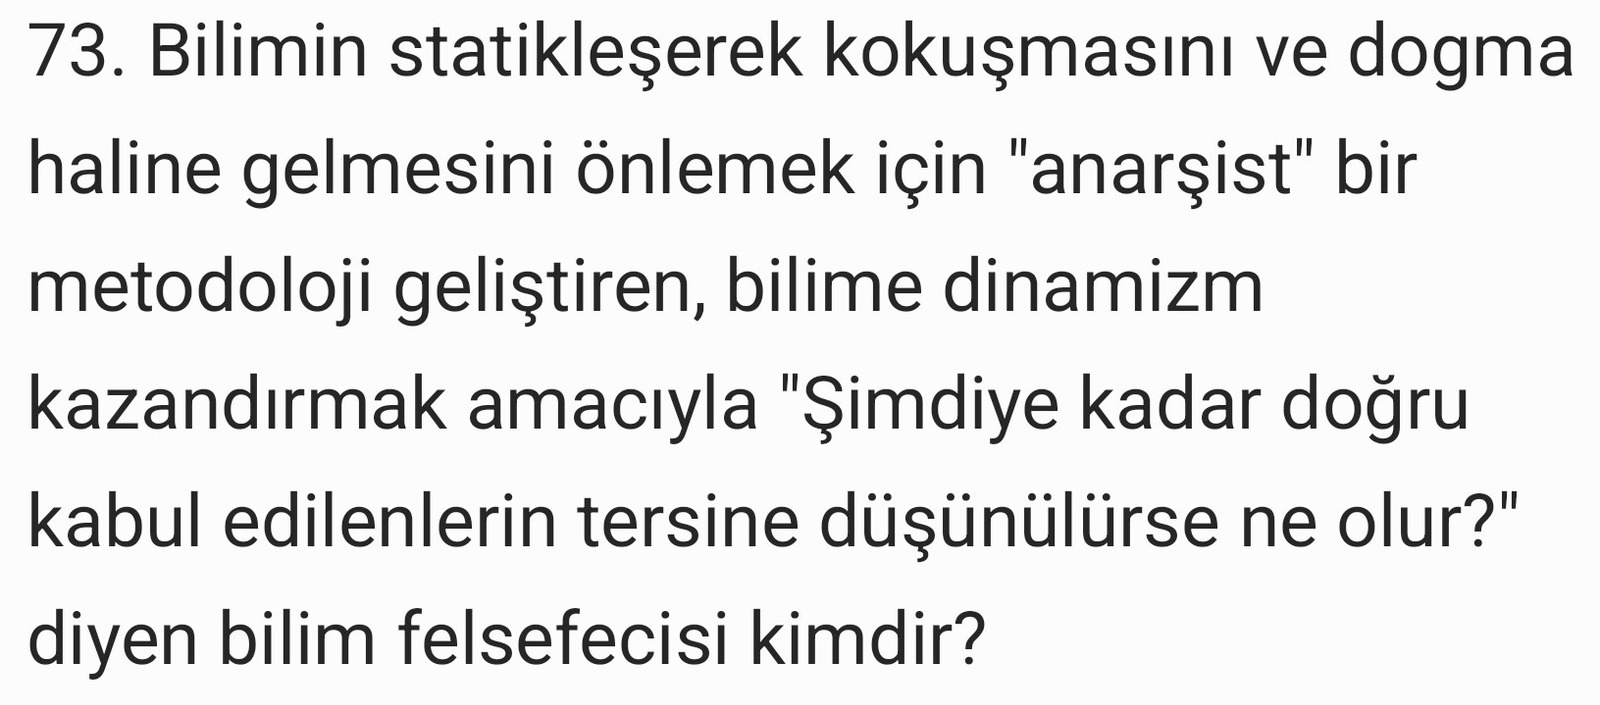 73. Bilimin statikleşerek kokuşmasını ve dogma
haline gelmesini önlemek için "anarşist" bir
metodoloji geliştiren, bilime dinamizm
kazandırmak amacıyla "Şimdiye kadar doğru
kabul edilenlerin tersine düşünülürse ne olur?"
diyen bilim felsefecisi kimdir?